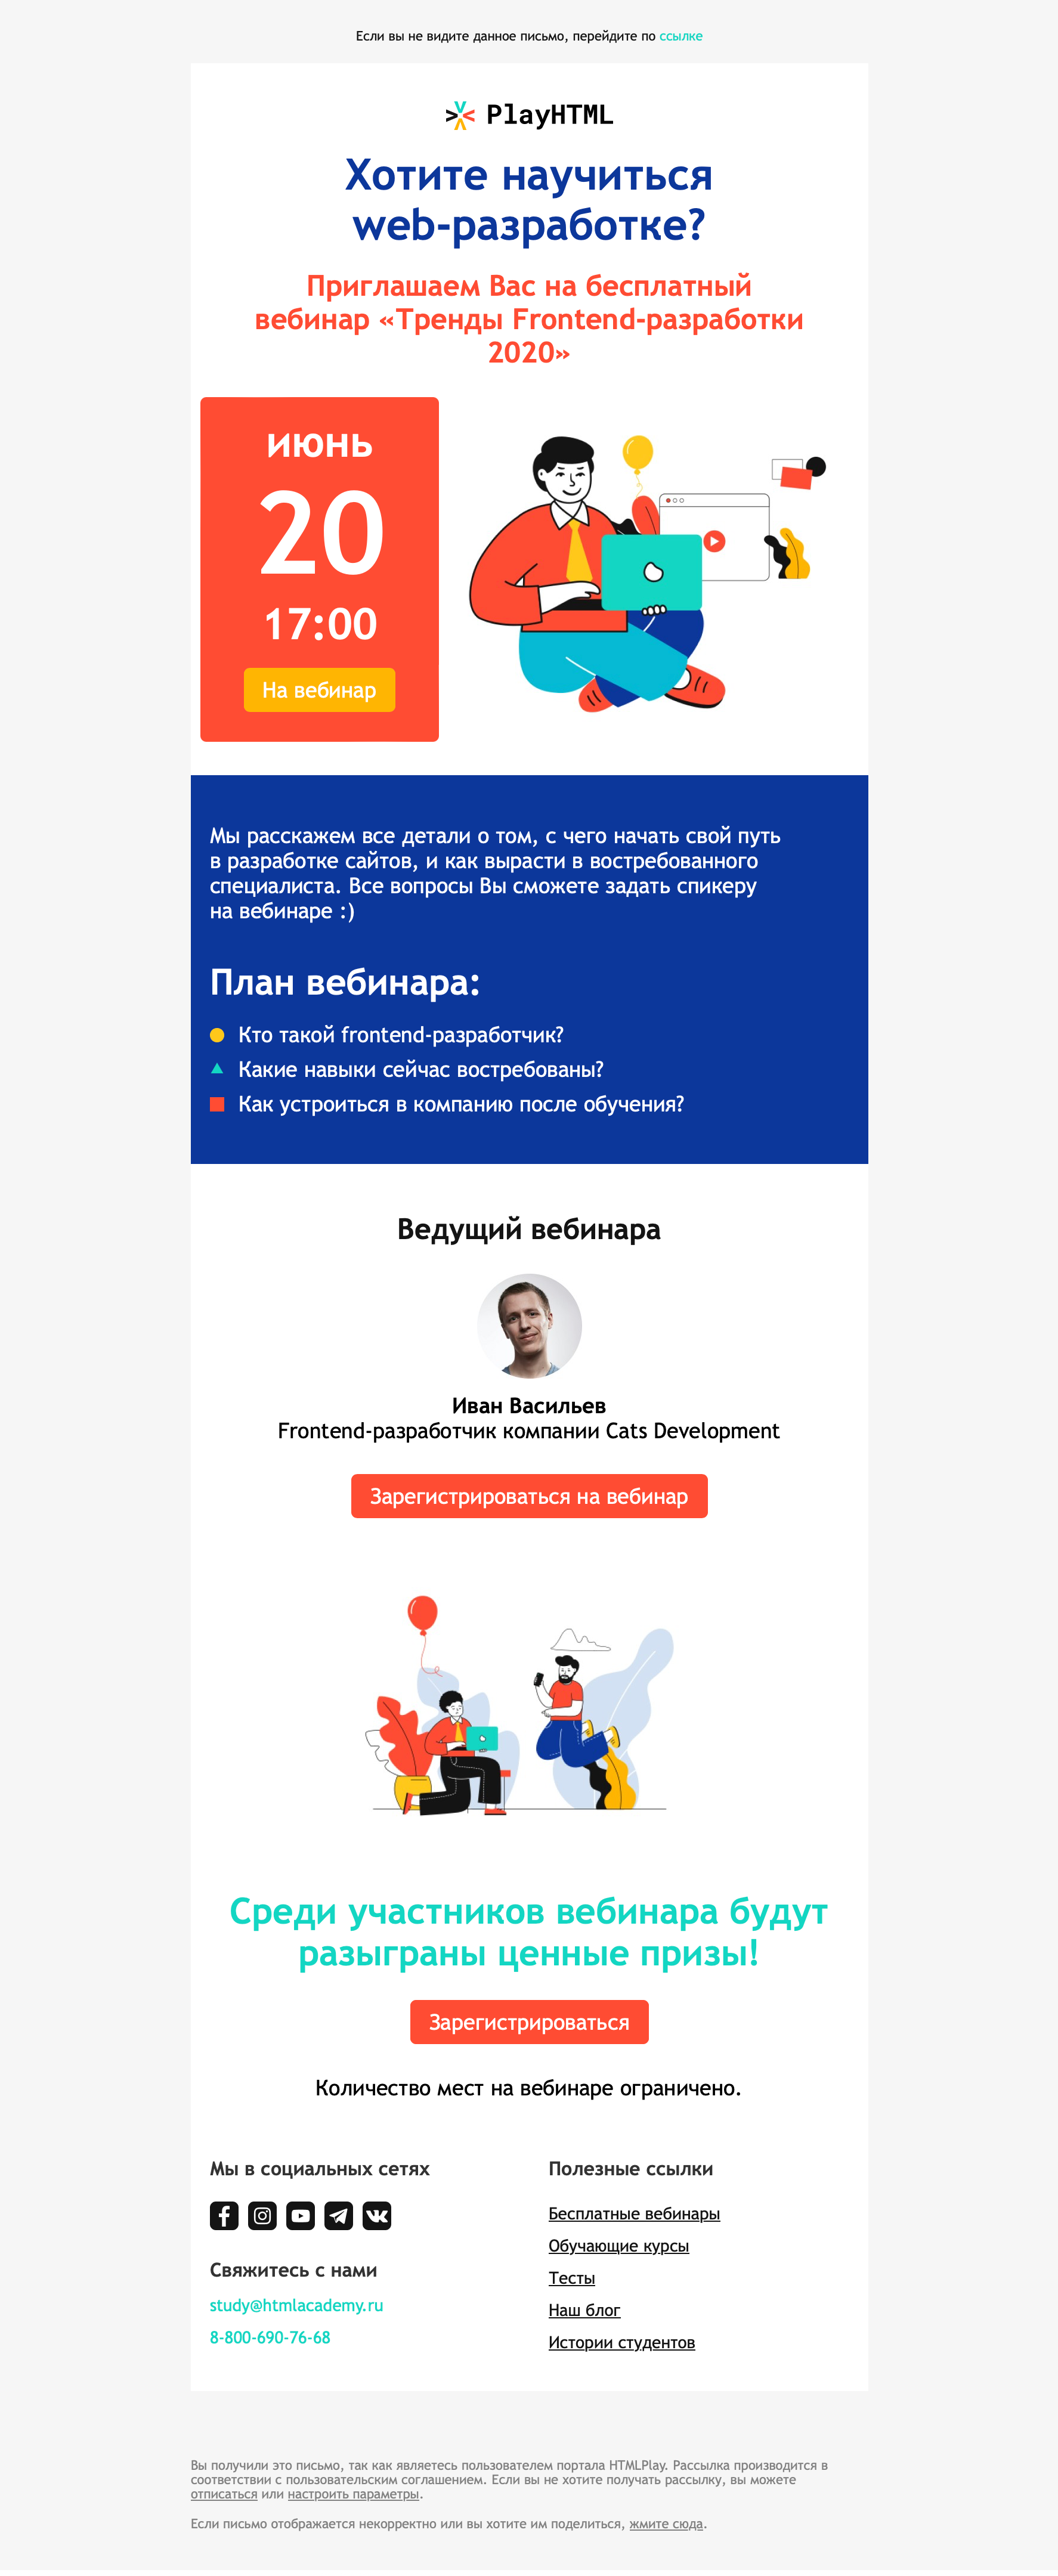 Если вы не видите данное письмо, перейдите по ссылке
PlayHTML
Хотите научиться
web-разработке?
Приглашаем Вас на бесплатный
вебинар «Тренды Frontend-разработки
2020»
июнь
20
17:00
На вебинар
Мы расскажем все детали о том, с чего начать свой путь
в разработке сайтов, и как вырасти в востребованного
специалиста. Все вопросы Вы сможете задать спикеру
на вебинаре :)
План вебинара:
Кто такой frontend-разработчик?
Какие навыки сейчас востребованы?
Как устроиться в компанию после обучения?
Ведущий вебинара
Иван Васильев
Frontend-разработчик компании Cats Development
Зарегистрироваться на вебинар
Среди участников вебинара будут
разыграны ценные призы!
Зарегистрироваться
Количество мест на вебинаре ограничено.
Мы в социальных сетях
Свяжитесь с нами
study@htmlacademy.ru
8-800-690-76-68
Полезные ссылки
Бесплатные вебинары
Обучающие курсы
Тесты
Наш блог
Истории студентов
Вы получили это письмо, так как являетесь пользователем портала HTMLPlay. Рассылка производится в
соответствии с пользовательским соглашением. Если вы не хотите получать рассылку, вы можете
отписаться или настроить параметры.
Если письмо отображается некорректно или вы хотите им поделиться, жмите сюда.